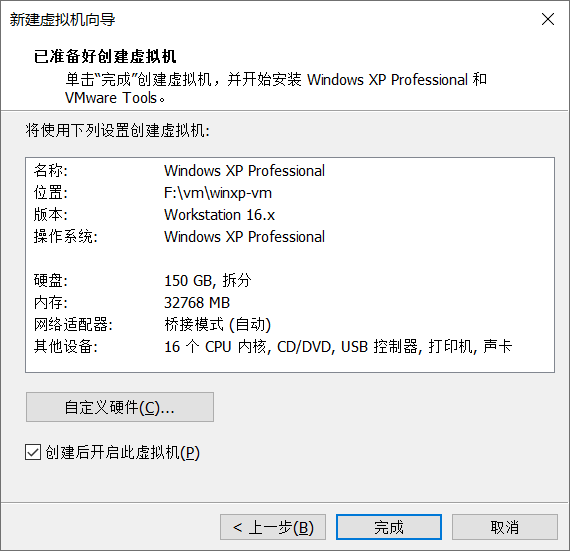 新建虚拟机向导
已准备好创建虚拟机
单击“完成”创建虚拟机，并开始安装 Windows XP Professional 和
VMware Tools。
将使用下列设置创建虚拟机:
名称: Windows XP Professional
位置: F:\vm\winxp-vm
版本: Workstation 16.x
操作系统: Windows XP Professional
硬盘: 150 GB, 拆分
内存: 32768 MB
网络适配器: 桥接模式 (自动)
其他设备: 16 个 CPU 内核, CD/DVD, USB 控制器, 打印机, 声卡
自定义硬件(C)...
创建后开启此虚拟机(P)
< 上一步(B) 完成 取消